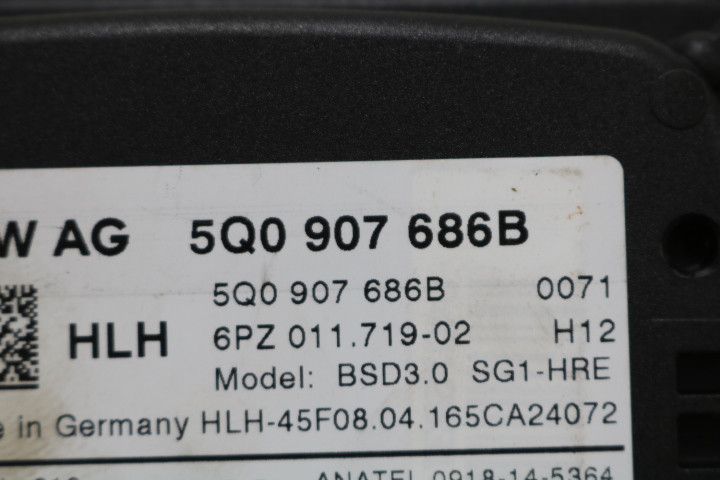 W AG 5Q0 907 686B
5Q0 907 686B 0071
HLH 6PZ 011.719-02 H12
Model: BSD3.0 SG1-HRE
e in Germany HLH-45F08.04.165CA24072
ANATEL 0918-14-5364